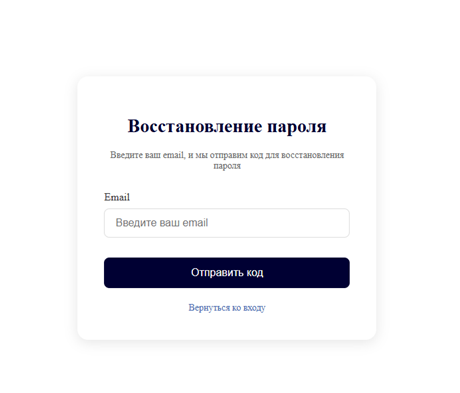 Восстановление пароля
Введите ваш email, и мы отправим код для восстановления
пароля
Email
Введите ваш email
Отправить код
Вернуться ко входу